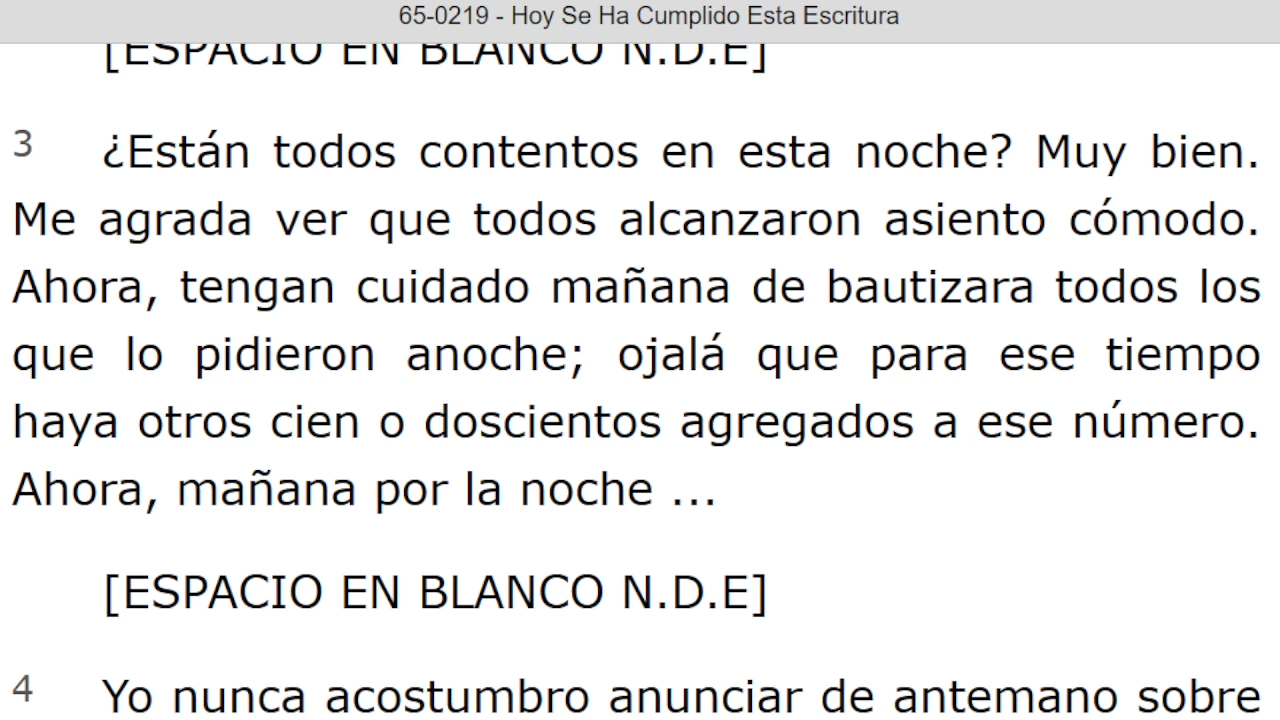 65-0219 - Hoy Se Ha Cumplido Esta Escritura
[ESPACIO EN BLANCO N.D.E]
3 ¿Están todos contentos en esta noche? Muy bien.
Me agrada ver que todos alcanzaron asiento cómodo.
Ahora, tengan cuidado mañana de bautizara todos los
que lo pidieron anoche; ojalá que para ese tiempo
haya otros cien o doscientos agregados a ese número.
Ahora, mañana por la noche ...
[ESPACIO EN BLANCO N.D.E]
4 Yo nunca acostumbro anunciar de antemano sobre